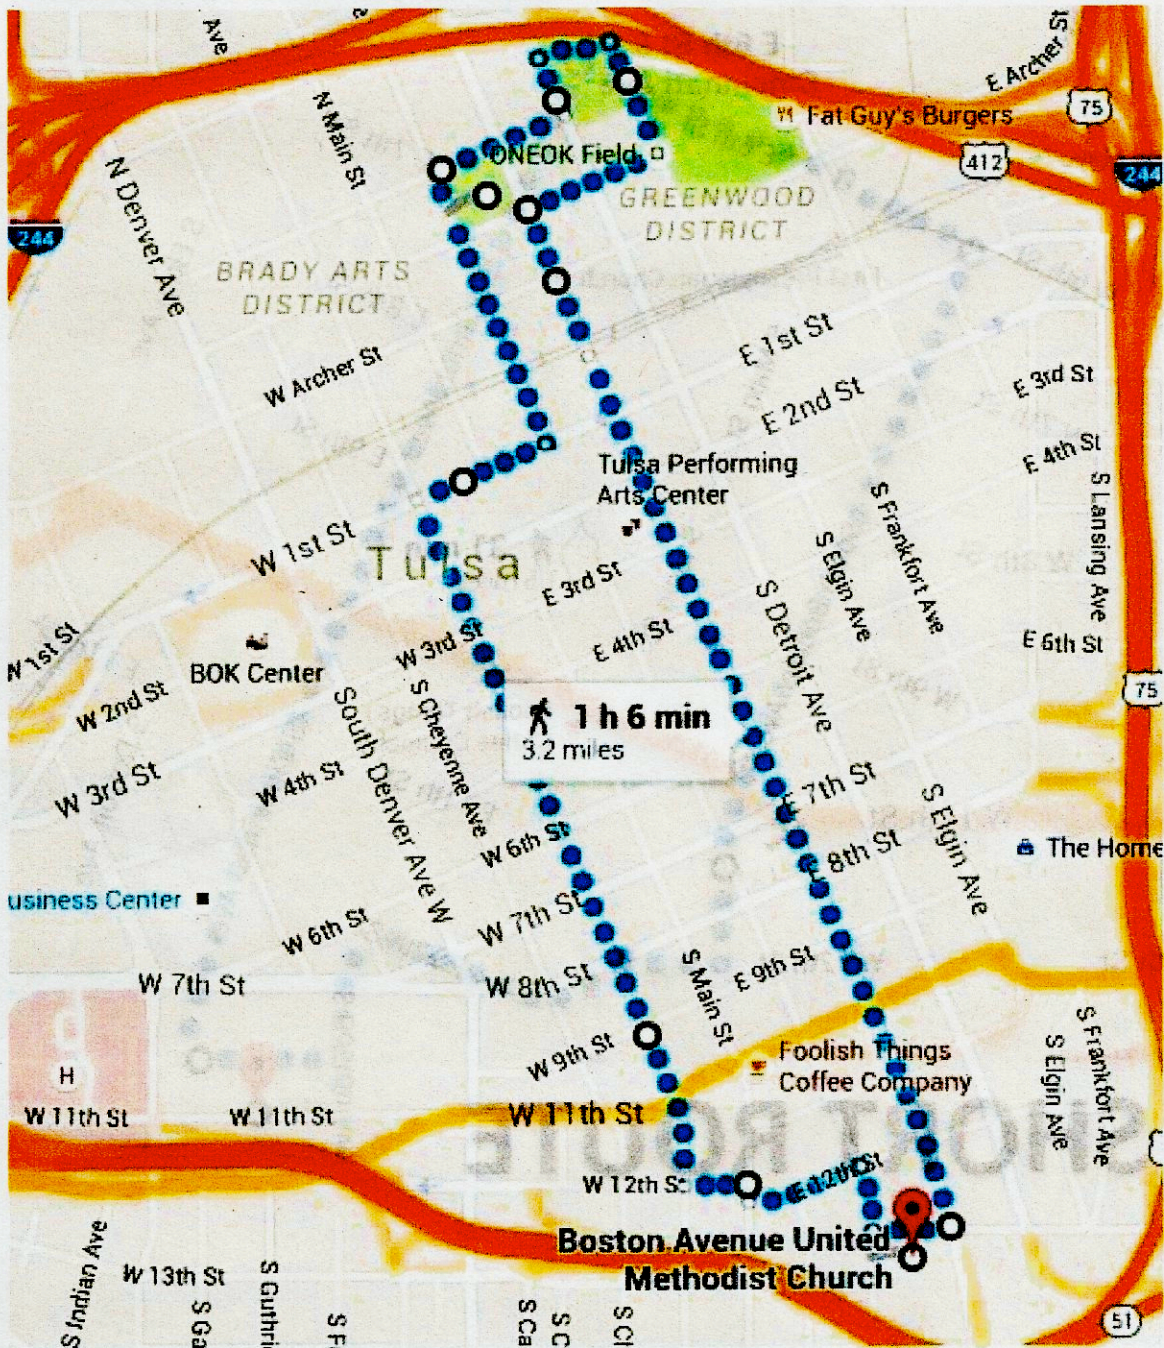 Ave
N Main St
E Archer St
75
Fat Guy's Burgers
412
244
N Denver Ave
ONEOK Field
GREENWOOD
DISTRICT
244
BRADY ARTS
DISTRICT
W Archer St
E 1st St
E 2nd St
E 3rd St
E 4th St
Tulsa Performing
Arts Center
S Lansing Ave
S Frankfort Ave
S Elgin Ave
W 1st St
Tulsa
E 3rd St
E 4th St
S Detroit Ave
W 1st St
BOK Center
W 3rd St
E 6th St
W 2nd St
South Denver Ave W
S Cheyenne Ave
75
1 h 6 min
3.2 miles
W 3rd St
W 4th St
E 7th St
S Elgin Ave
W 6th St
E 8th St
The Home
usiness Center
W 6th St
W 7th St
W 7th St
W 8th St
S Main St
E 9th St
W 9th St
Foolish Things
Coffee Company
S Elgin Ave
S Frankfort Ave
H
W 11th St
W 11th St
W 11th St
SHORT ROUTE
W 12th St
E 12th St
Boston Avenue United
Methodist Church
S Indian Ave
W 13th St
S Guthri
S Ga
S F
S Ca
S C
S Cl
51